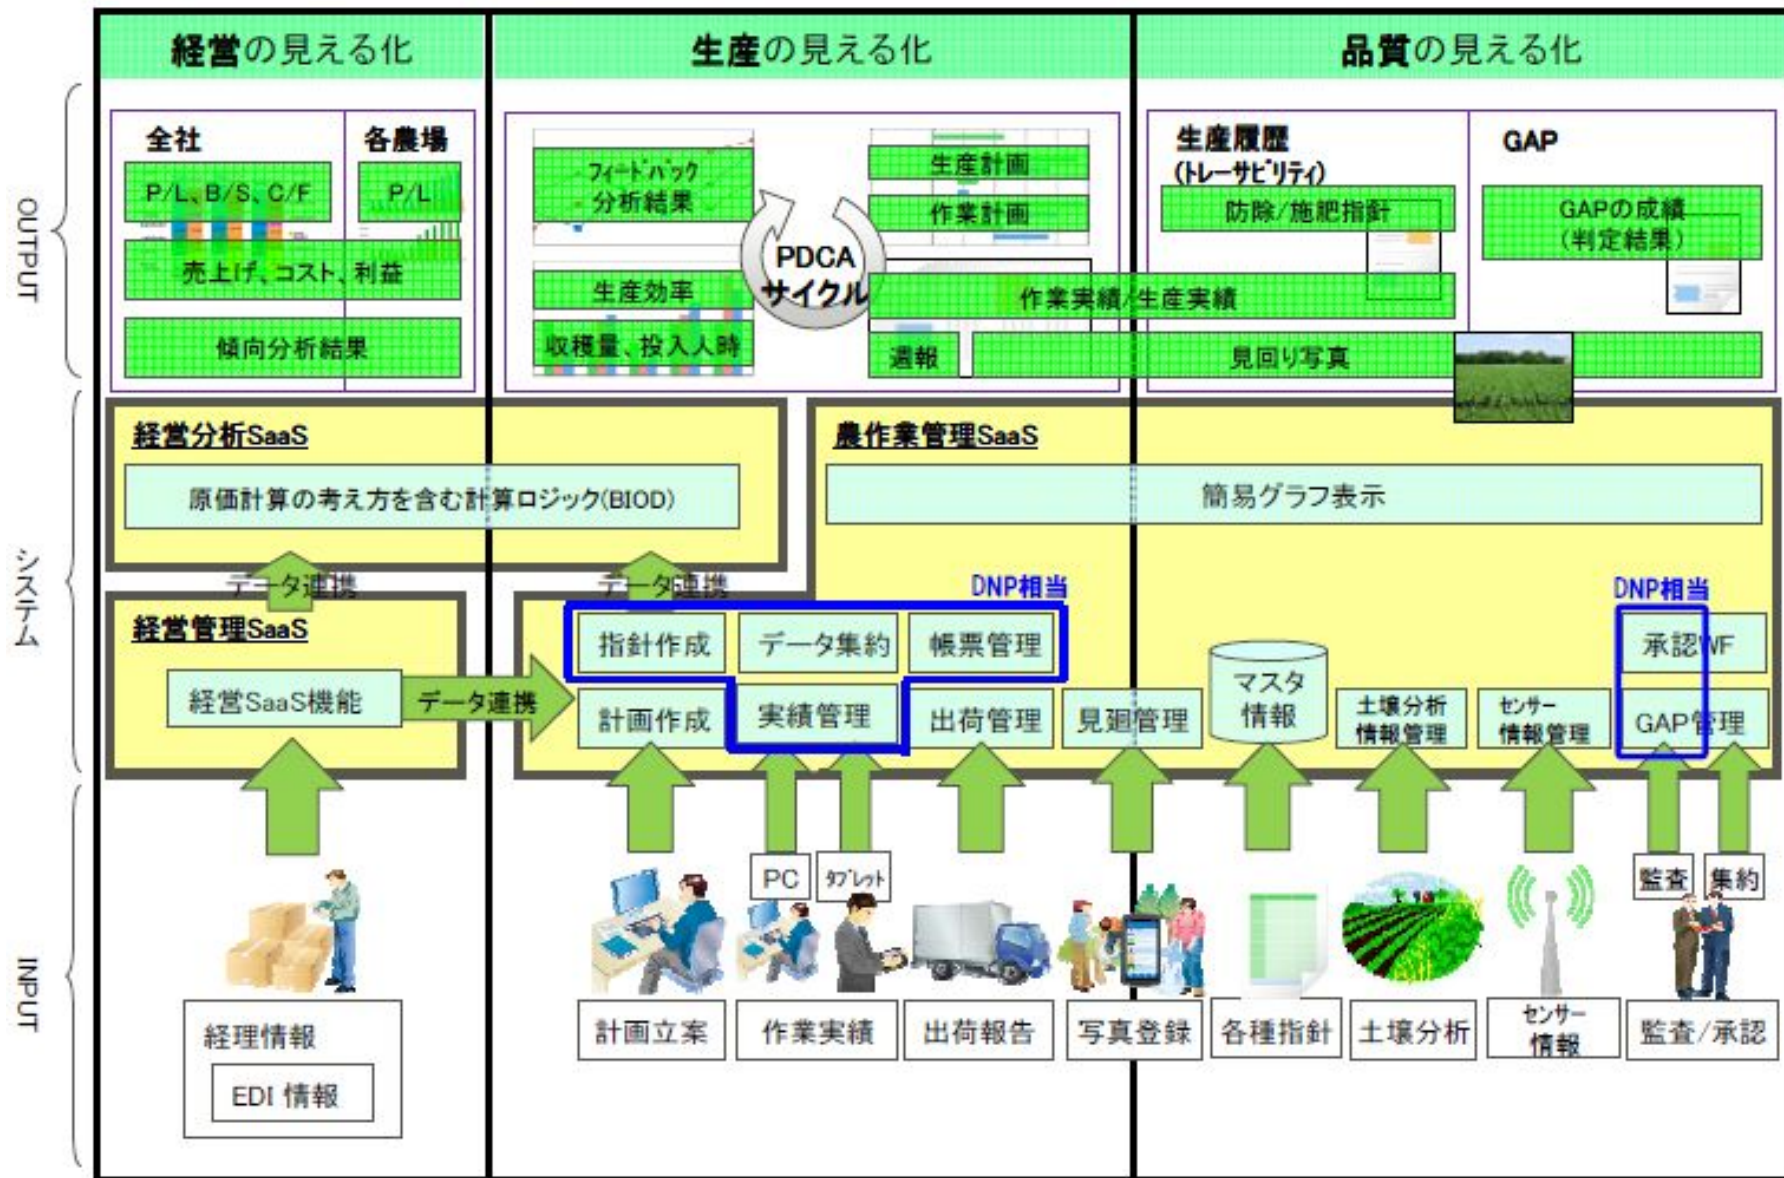 経営の見える化
生産の見える化
品質の見える化
OUTPUT
全社
各農場
P/L、B/S、C/F
P/L
売上げ、コスト、利益
傾向分析結果
フィードバック
分析結果
生産効率
収穫量、投入人時
PDCA
サイクル
生産計画
作業計画
作業実績/生産実績
週報
見回り写真
生産履歴
(トレーサビリティ)
防除/施肥指針
GAP
GAPの成績
(判定結果)
システム
経営分析SaaS
原価計算の考え方を含む計算ロジック(BIOD)
農作業管理SaaS
簡易グラフ表示
データ連携
データ連携
DNP相当
DNP相当
経営管理SaaS
経営SaaS機能
データ連携
指針作成
データ集約
帳票管理
計画作成
実績管理
出荷管理
見廻管理
マスタ
情報
土壌分析
情報管理
センサー
情報管理
承認WF
GAP管理
INPUT
PC
タブレット
監査
集約
経理情報
EDI 情報
計画立案
作業実績
出荷報告
写真登録
各種指針
土壌分析
センサー
情報
監査/承認